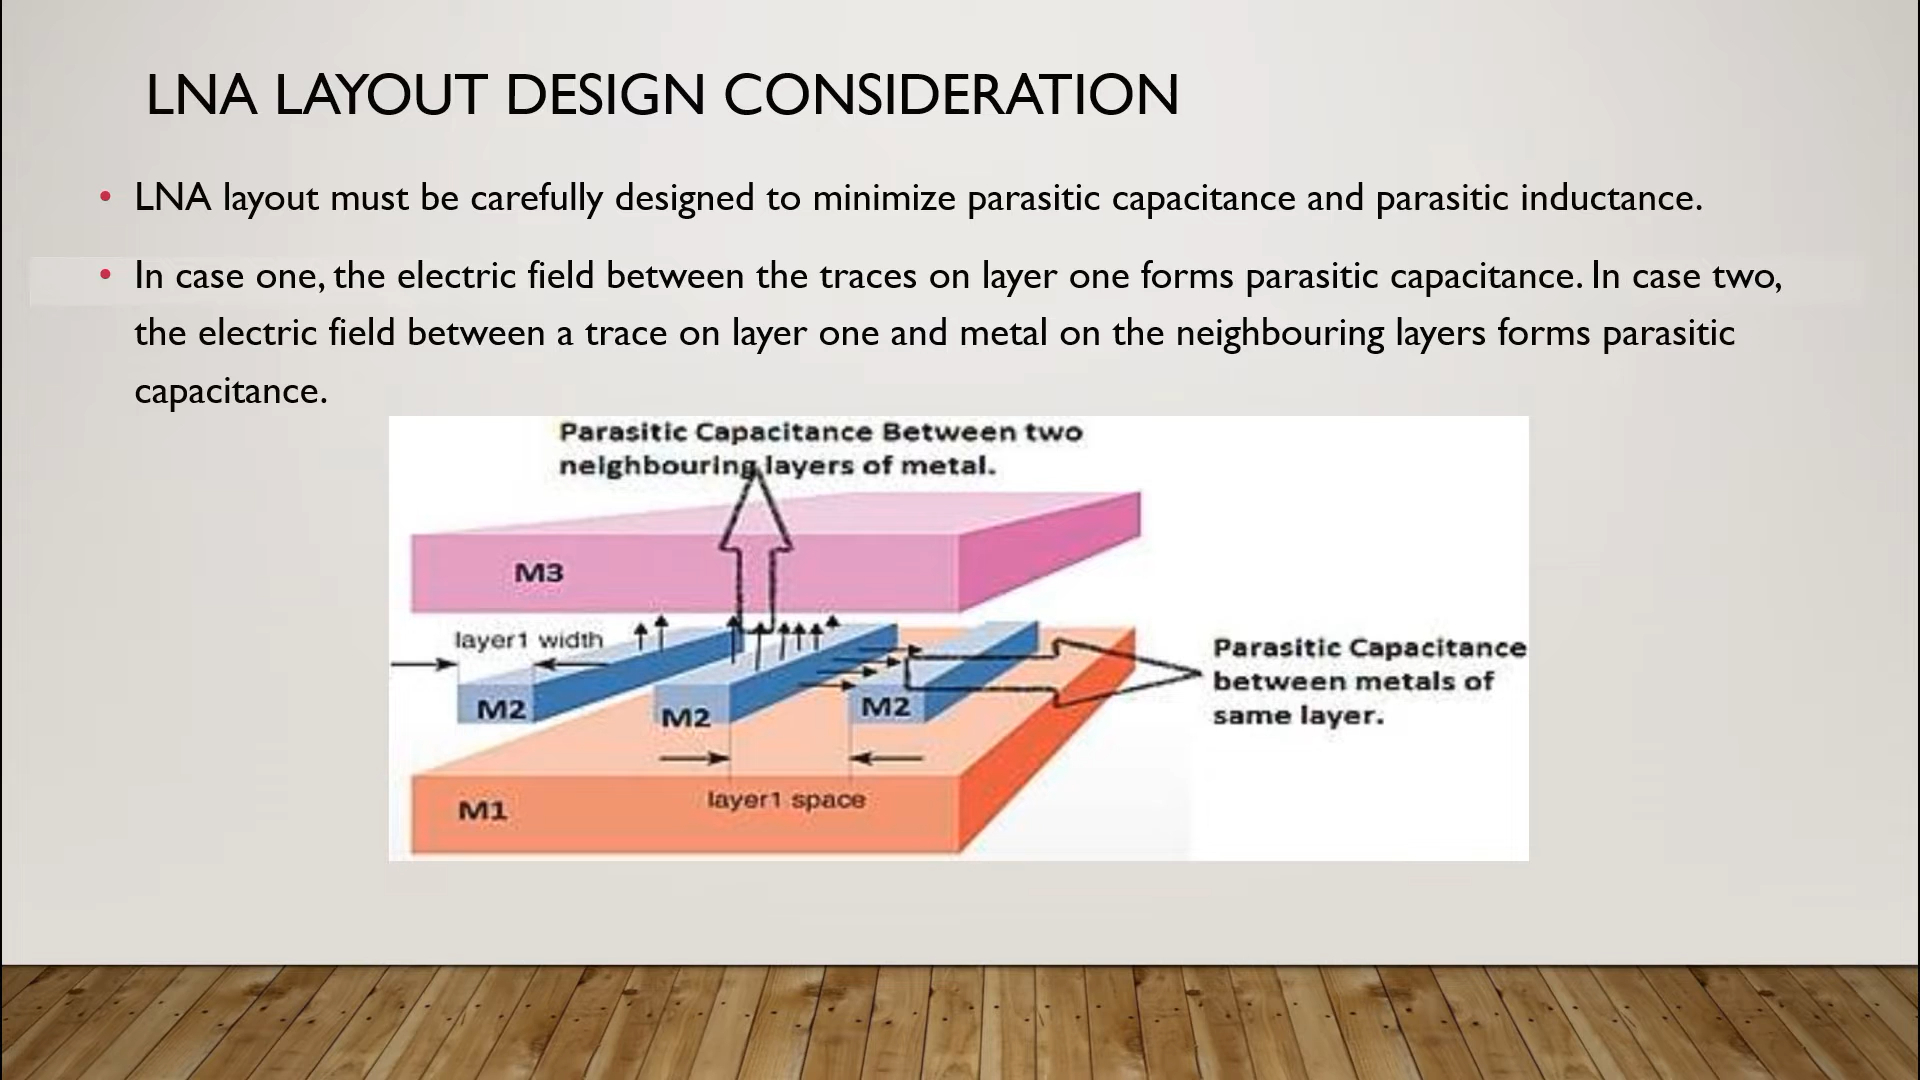 LNA LAYOUT DESIGN CONSIDERATION
• LNA layout must be carefully designed to minimize parasitic capacitance and parasitic inductance.
• In case one, the electric field between the traces on layer one forms parasitic capacitance. In case two,
the electric field between a trace on layer one and metal on the neighbouring layers forms parasitic
capacitance.
Parasitic Capacitance Between two
neighbouring layers of metal.
M3
layer1 width
Parasitic Capacitance
between metals of
same layer.
M2
M2
M2
layer1 space
M1